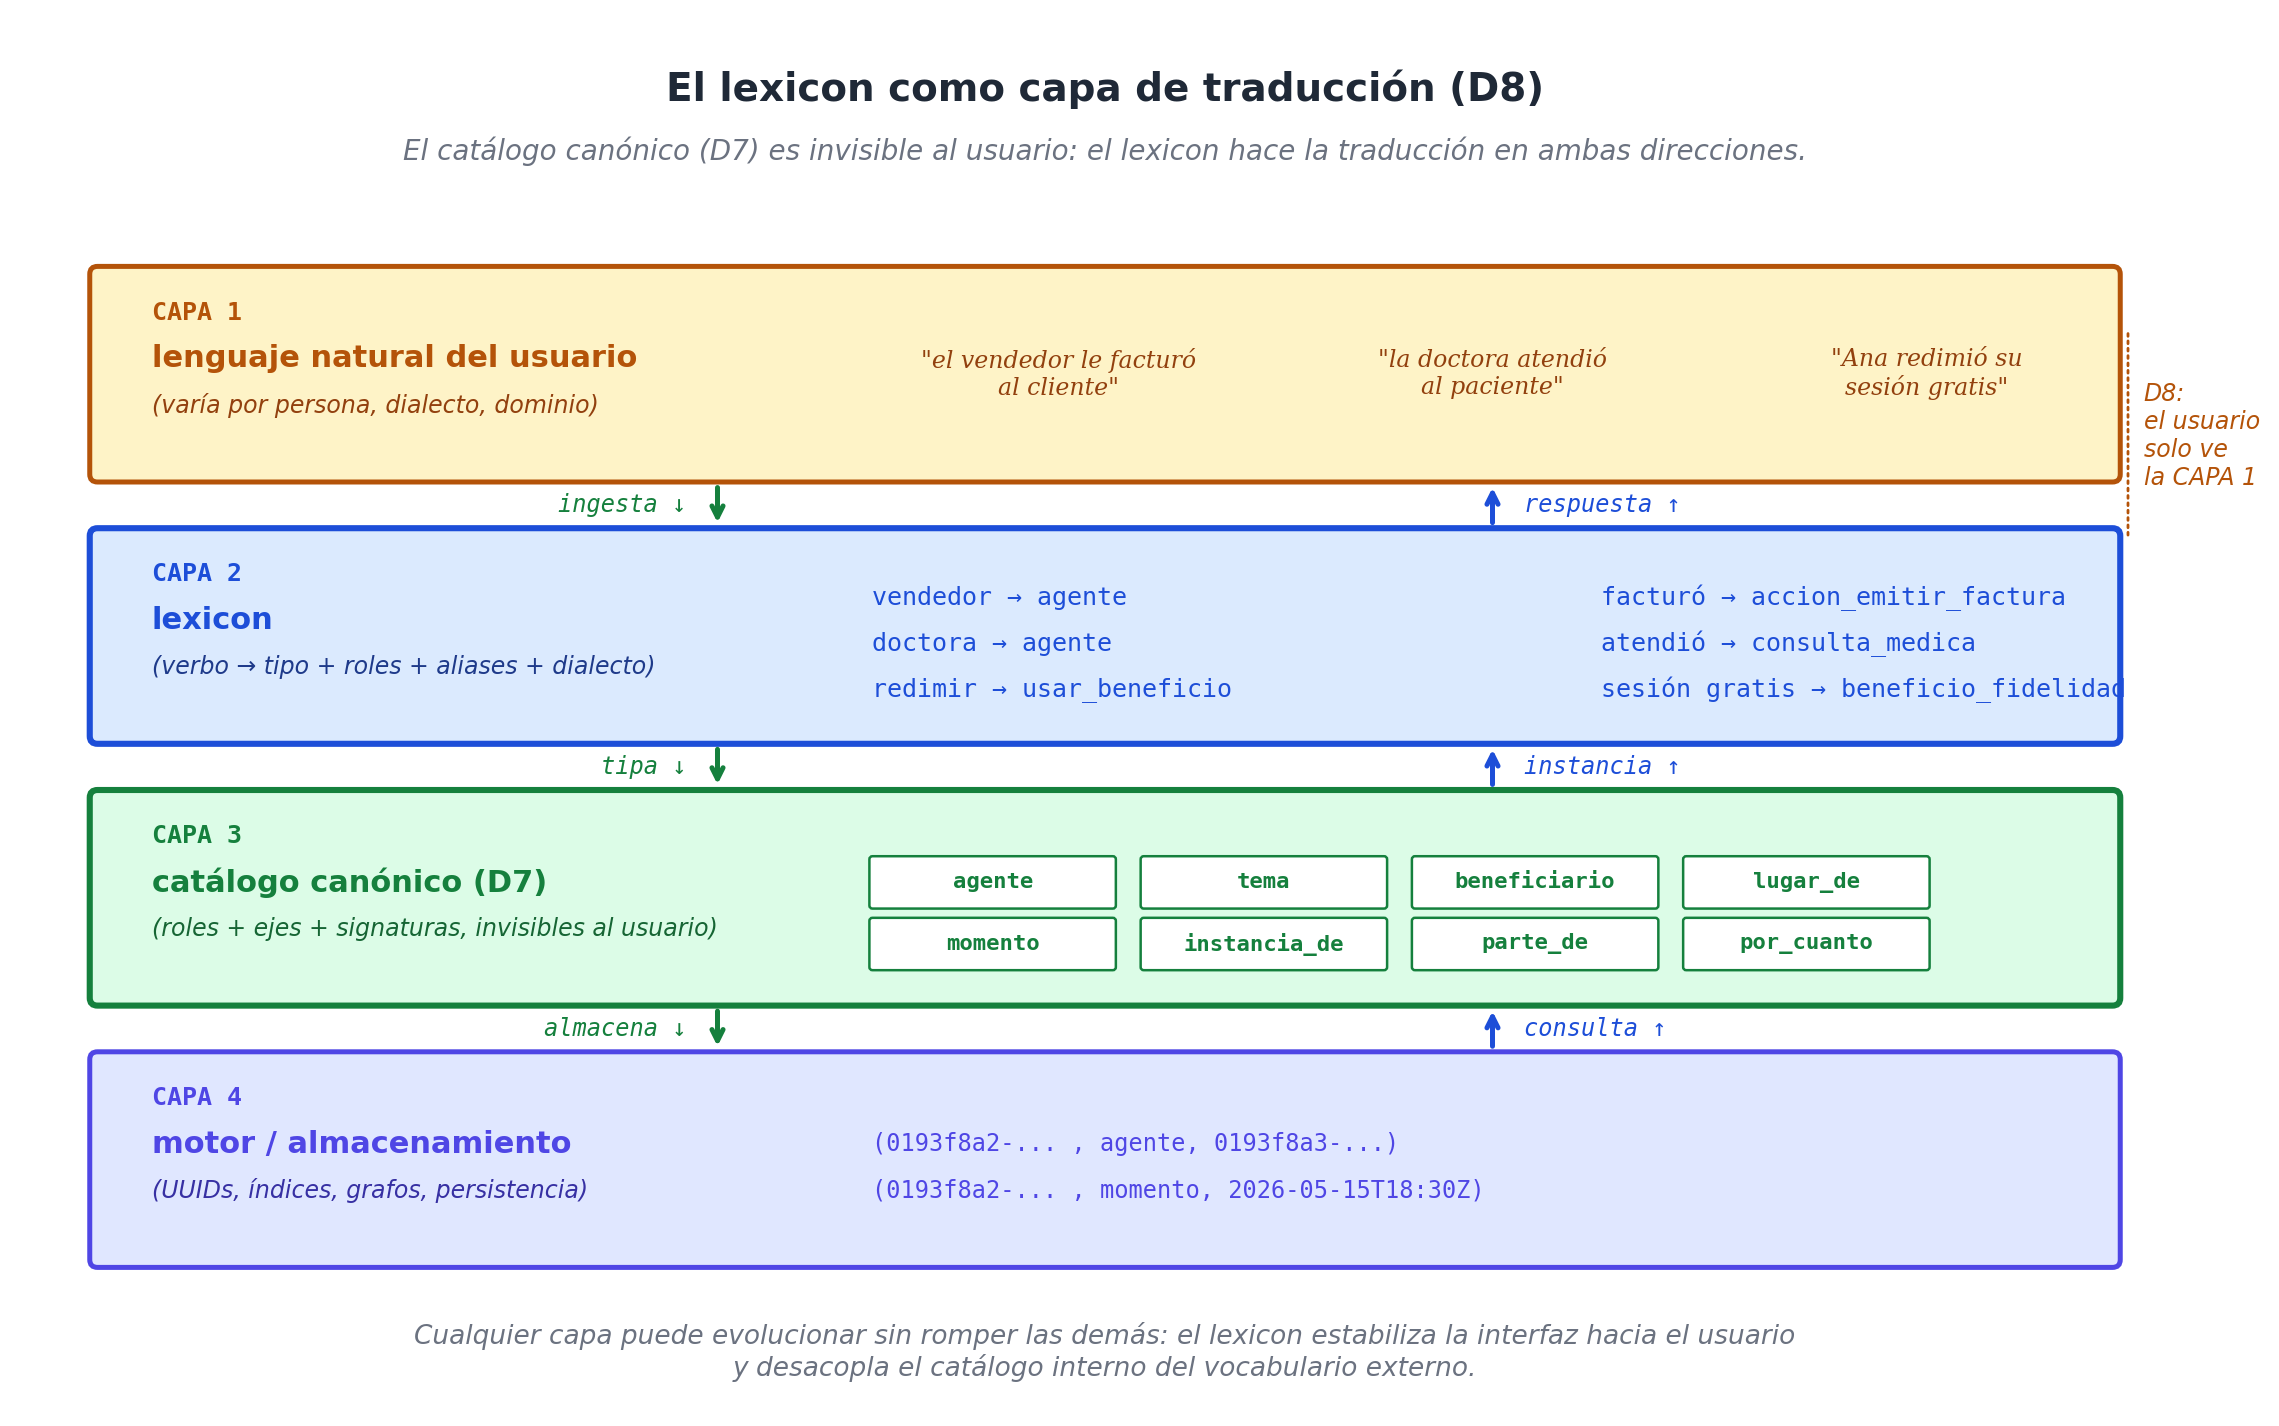 El lexicon como capa de traducción (D8)
El catálogo canónico (D7) es invisible al usuario: el lexicon hace la traducción en ambas direcciones.
CAPA 1
lenguaje natural del usuario
(varía por persona, dialecto, dominio)
"el vendedor le facturó
al cliente"
"la doctora atendió
al paciente"
"Ana redimió su
sesión gratis"
D8:
el usuario
solo ve
la CAPA 1
ingesta ↓
respuesta ↑
CAPA 2
lexicon
(verbo → tipo + roles + aliases + dialecto)
vendedor → agente
doctora → agente
redimir → usar_beneficio
facturó → accion_emitir_factura
atendió → consulta_medica
sesión gratis → beneficio_fidelidad
tipa ↓
instancia ↑
CAPA 3
catálogo canónico (D7)
(roles + ejes + signaturas, invisibles al usuario)
agente
tema
beneficiario
lugar_de
momento
instancia_de
parte_de
por_cuanto
almacena ↓
consulta ↑
CAPA 4
motor / almacenamiento
(UUIDs, índices, grafos, persistencia)
(0193f8a2-... , agente, 0193f8a3-...)
(0193f8a2-... , momento, 2026-05-15T18:30Z)
Cualquier capa puede evolucionar sin romper las demás: el lexicon estabiliza la interfaz hacia el usuario
y desacopla el catálogo interno del vocabulario externo.